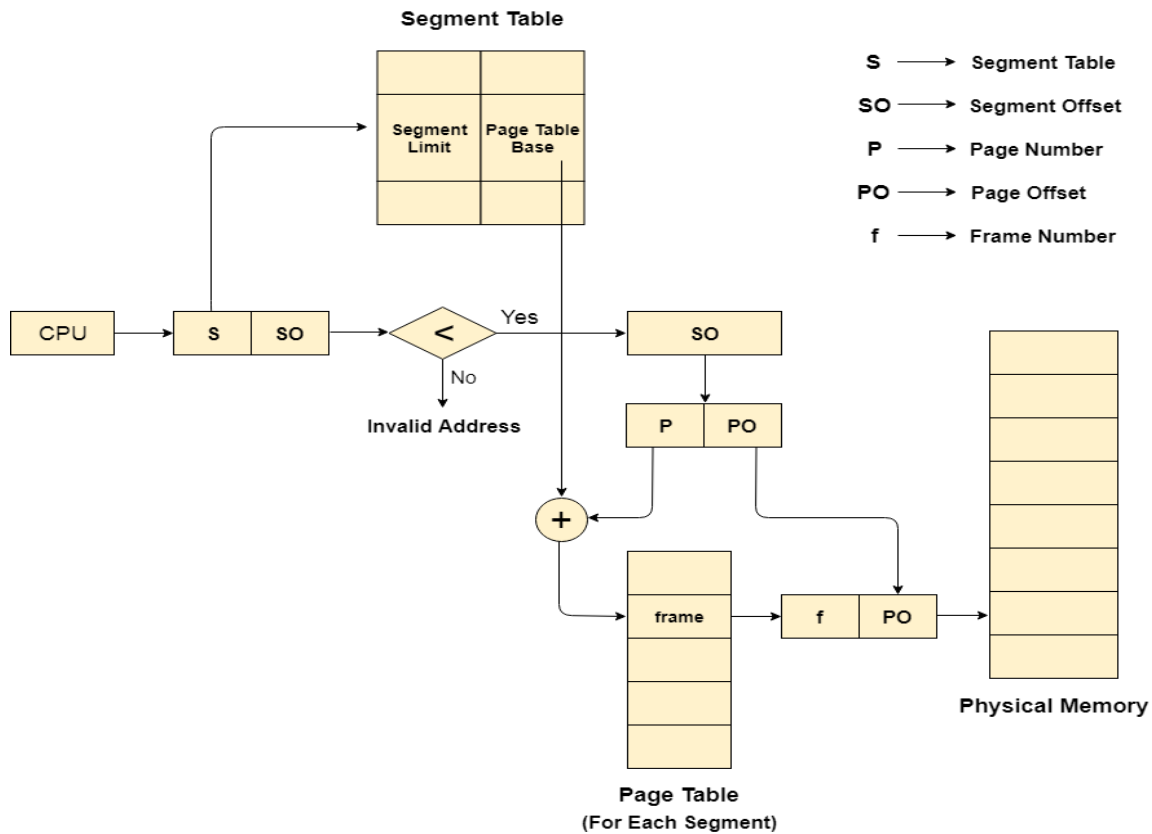 Segment Table
Segment
Limit
Page Table
Base
S
Segment Table
SO
Segment Offset
P
Page Number
PO
Page Offset
f
Frame Number
CPU
S
SO
<
Yes
No
Invalid Address
SO
P
PO
+
frame
f
PO
Physical Memory
Page Table
(For Each Segment)